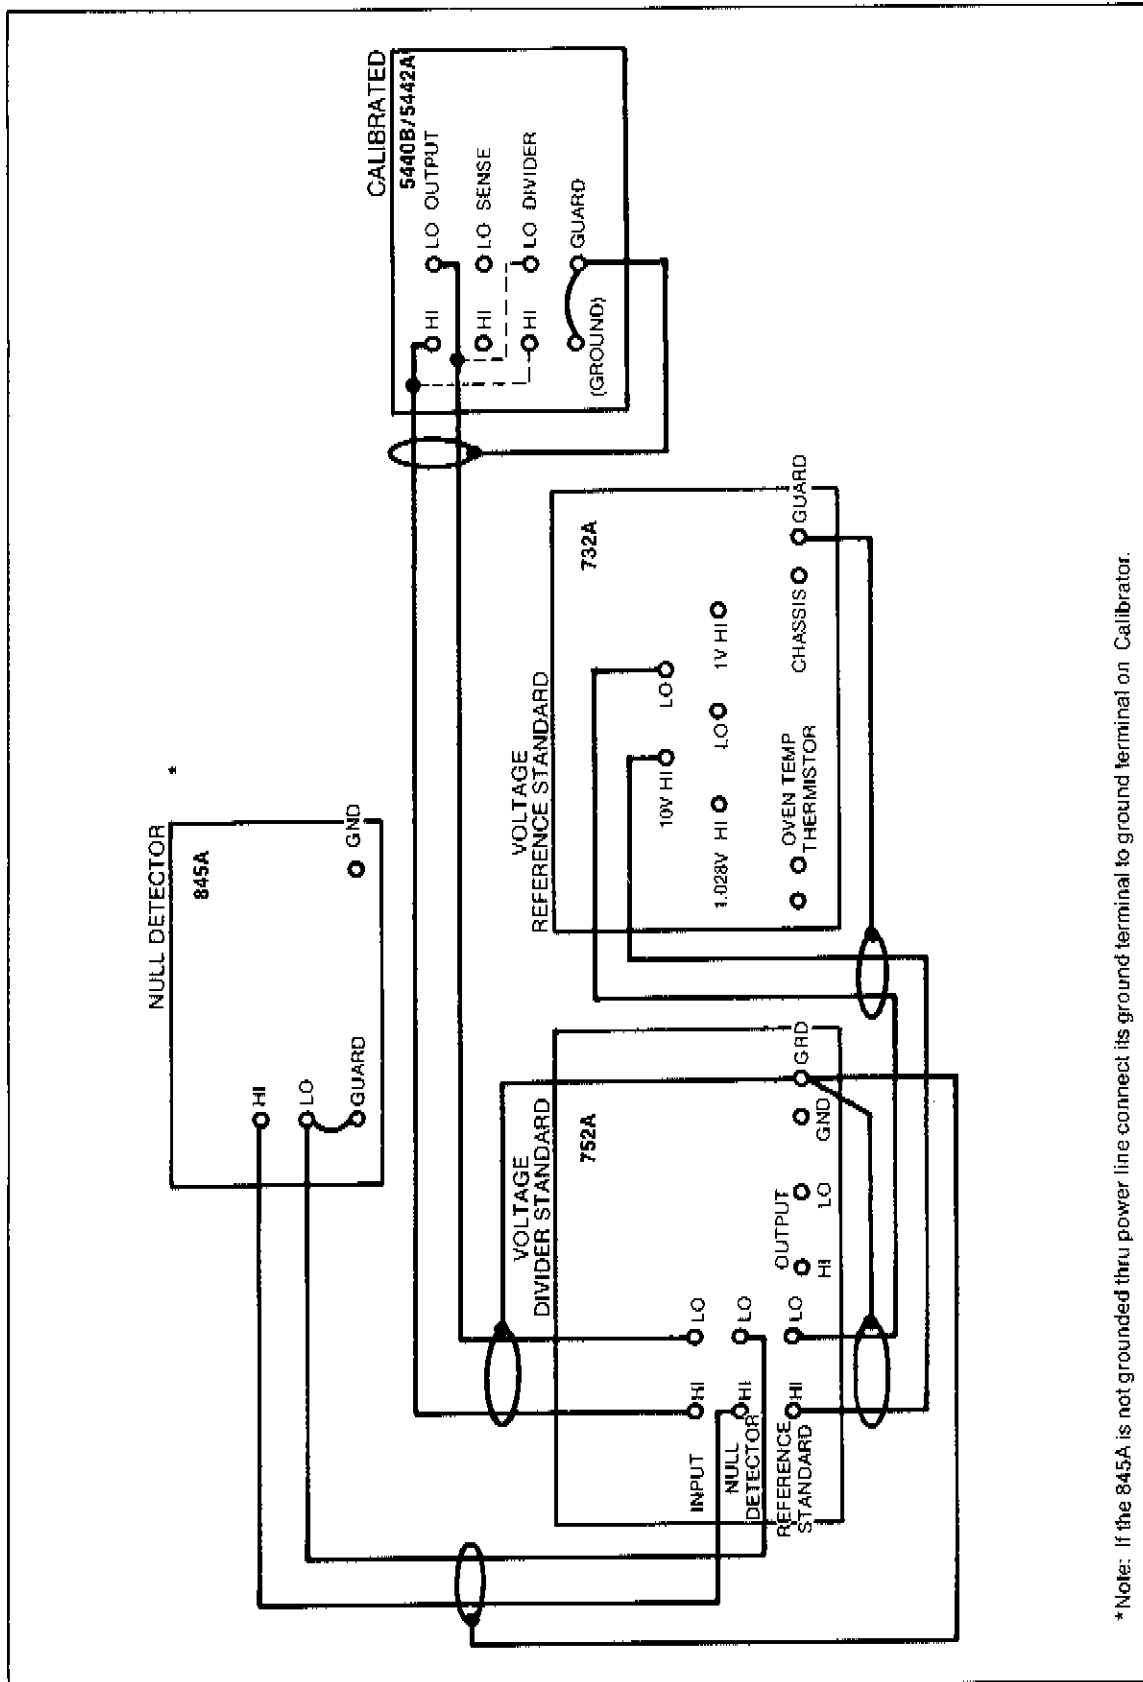 NULL DETECTOR
845A
*
HI
LO
GUARD
GND
CALIBRATED
5440B/5442A
HI
LO OUTPUT
HI
LO SENSE
HI
LO DIVIDER
(GROUND)
GUARD
VOLTAGE
DIVIDER STANDARD
752A
INPUT
HI
LO
NULL
DETECTOR
HI
LO
REFERENCE
STANDARD
HI
LO
OUTPUT
HI
LO
GND
GRD
VOLTAGE
REFERENCE STANDARD
732A
10V HI
LO
1.028V HI
LO
1V HI
OVEN TEMP
THERMISTOR
CHASSIS
GUARD
*Note: If the 845A is not grounded thru power line connect its ground terminal to ground terminal on Calibrator.